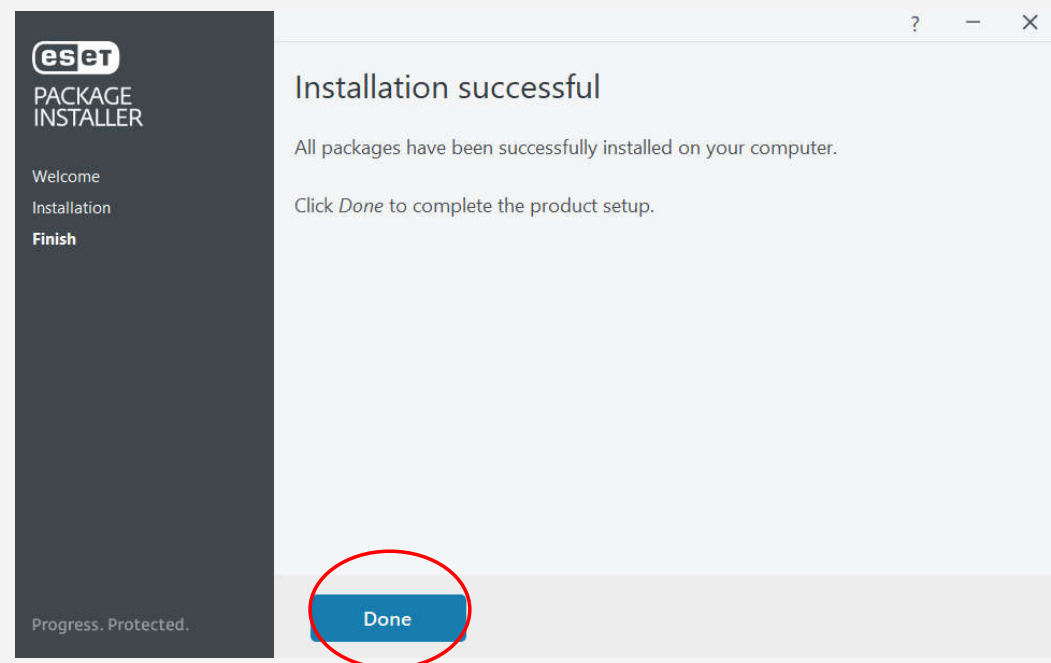 ?
eset
PACKAGE
INSTALLER
Welcome
Installation
Finish
Progress. Protected.
Installation successful
All packages have been successfully installed on your computer.
Click Done to complete the product setup.
Done